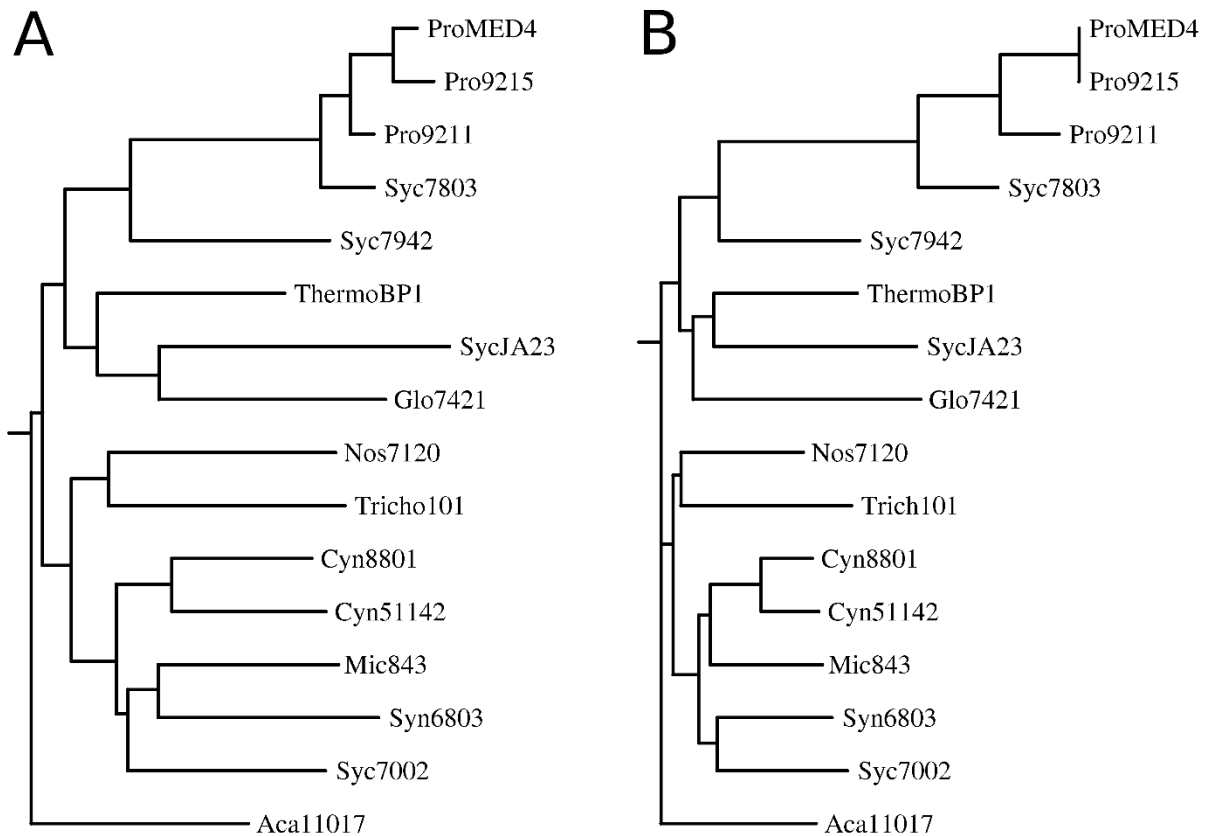 A
ProMED4
Pro9215
Pro9211
Syc7803
Syc7942
ThermoBP1
SycJA23
Glo7421
Nos7120
Tricho101
Cyn8801
Cyn51142
Mic843
Syn6803
Syc7002
Aca11017
B
ProMED4
Pro9215
Pro9211
Syc7803
Syc7942
ThermoBP1
SycJA23
Glo7421
Nos7120
Trich101
Cyn8801
Cyn51142
Mic843
Syn6803
Syc7002
Aca11017